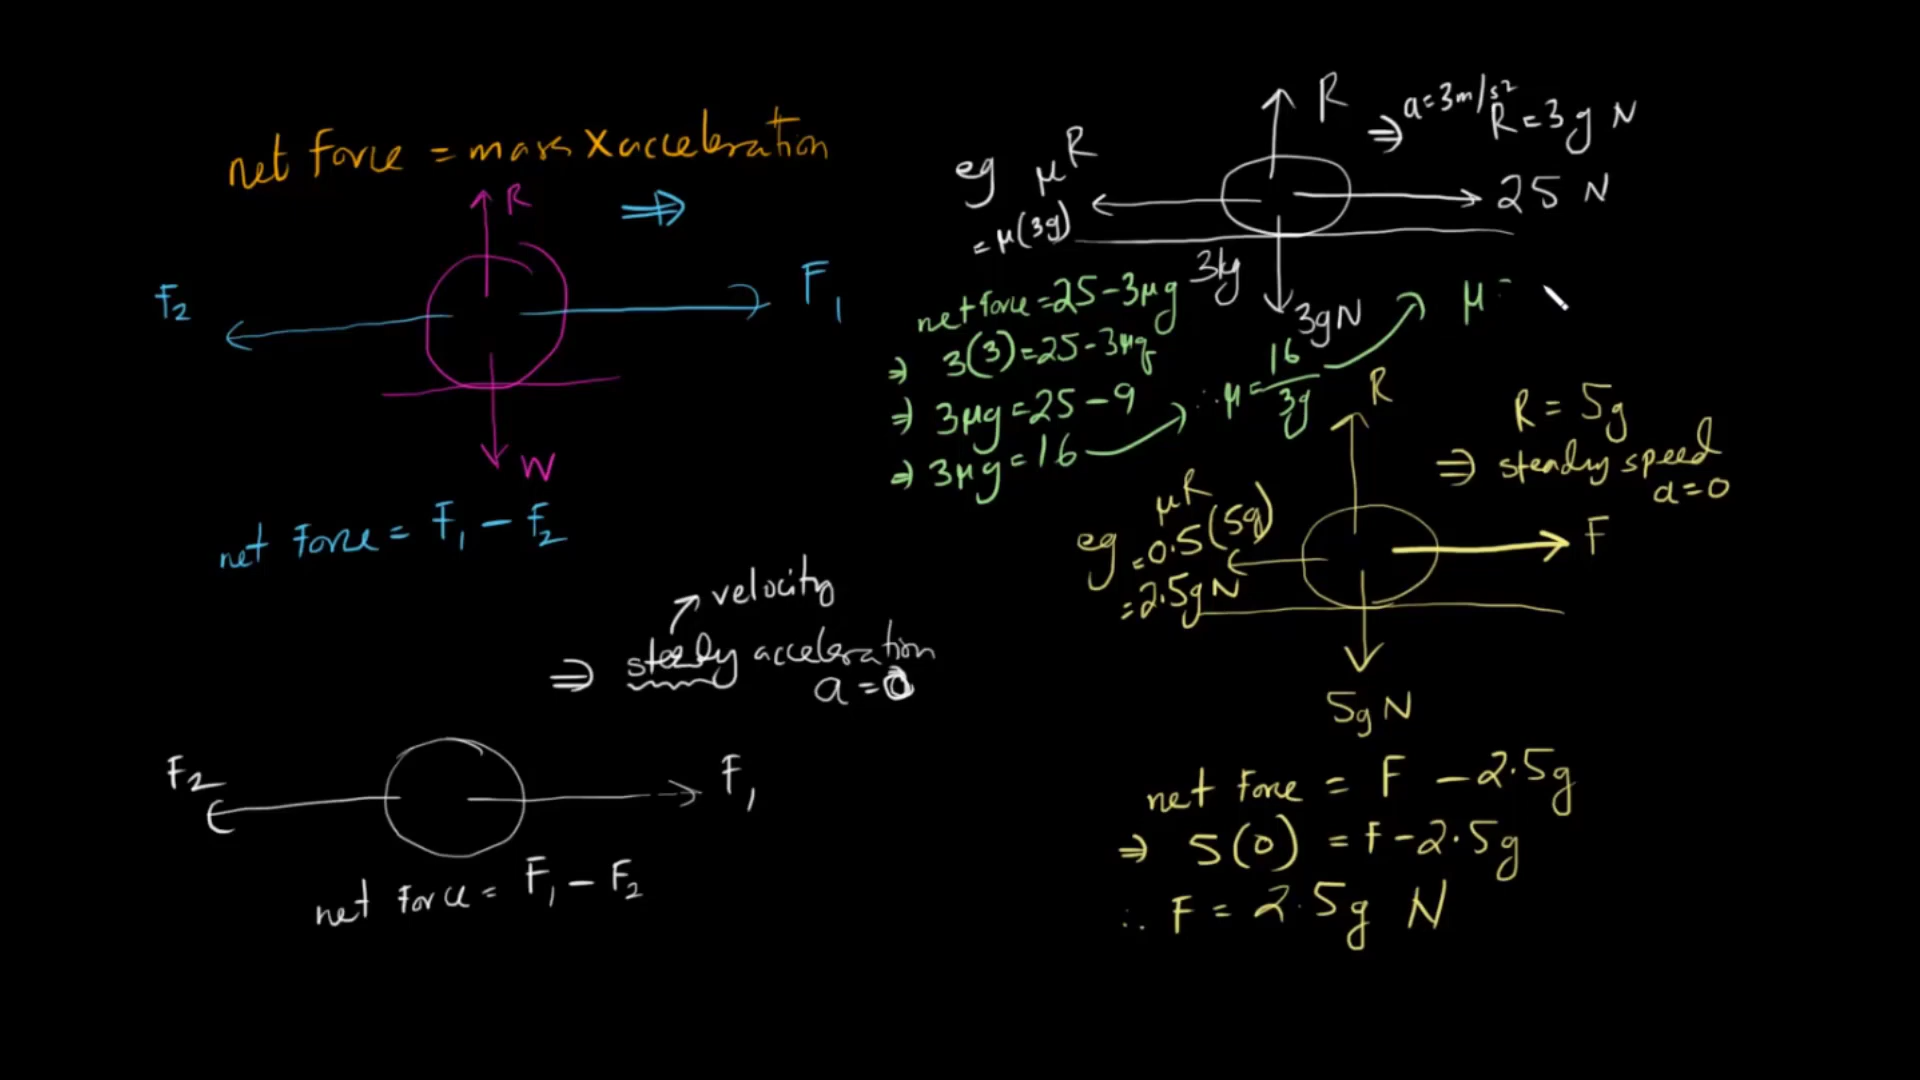 net Force = mass x acceleration
R
F2
F1
W
net Force = F1 - F2
velocity
⇒ steady acceleration
a = 0
F2
F1
net Force = F1 - F2
R
⇒ a = 3m/s²
R = 3g N
eg μR
25 N
= μ(3g)
3kg
3gN
net force = 25 - 3μg
⇒ 3(3) = 25 - 3μg
⇒ 3μg = 25 - 9
⇒ 3μg = 16
∴ μ = 16/3g
μ =
R
R = 5g
⇒ steady speed
a = 0
μR
eg = 0.5(5g)
= 2.5g N
F
5g N
net Force = F - 2.5g
⇒ 5(0) = F - 2.5g
∴ F = 2.5g N